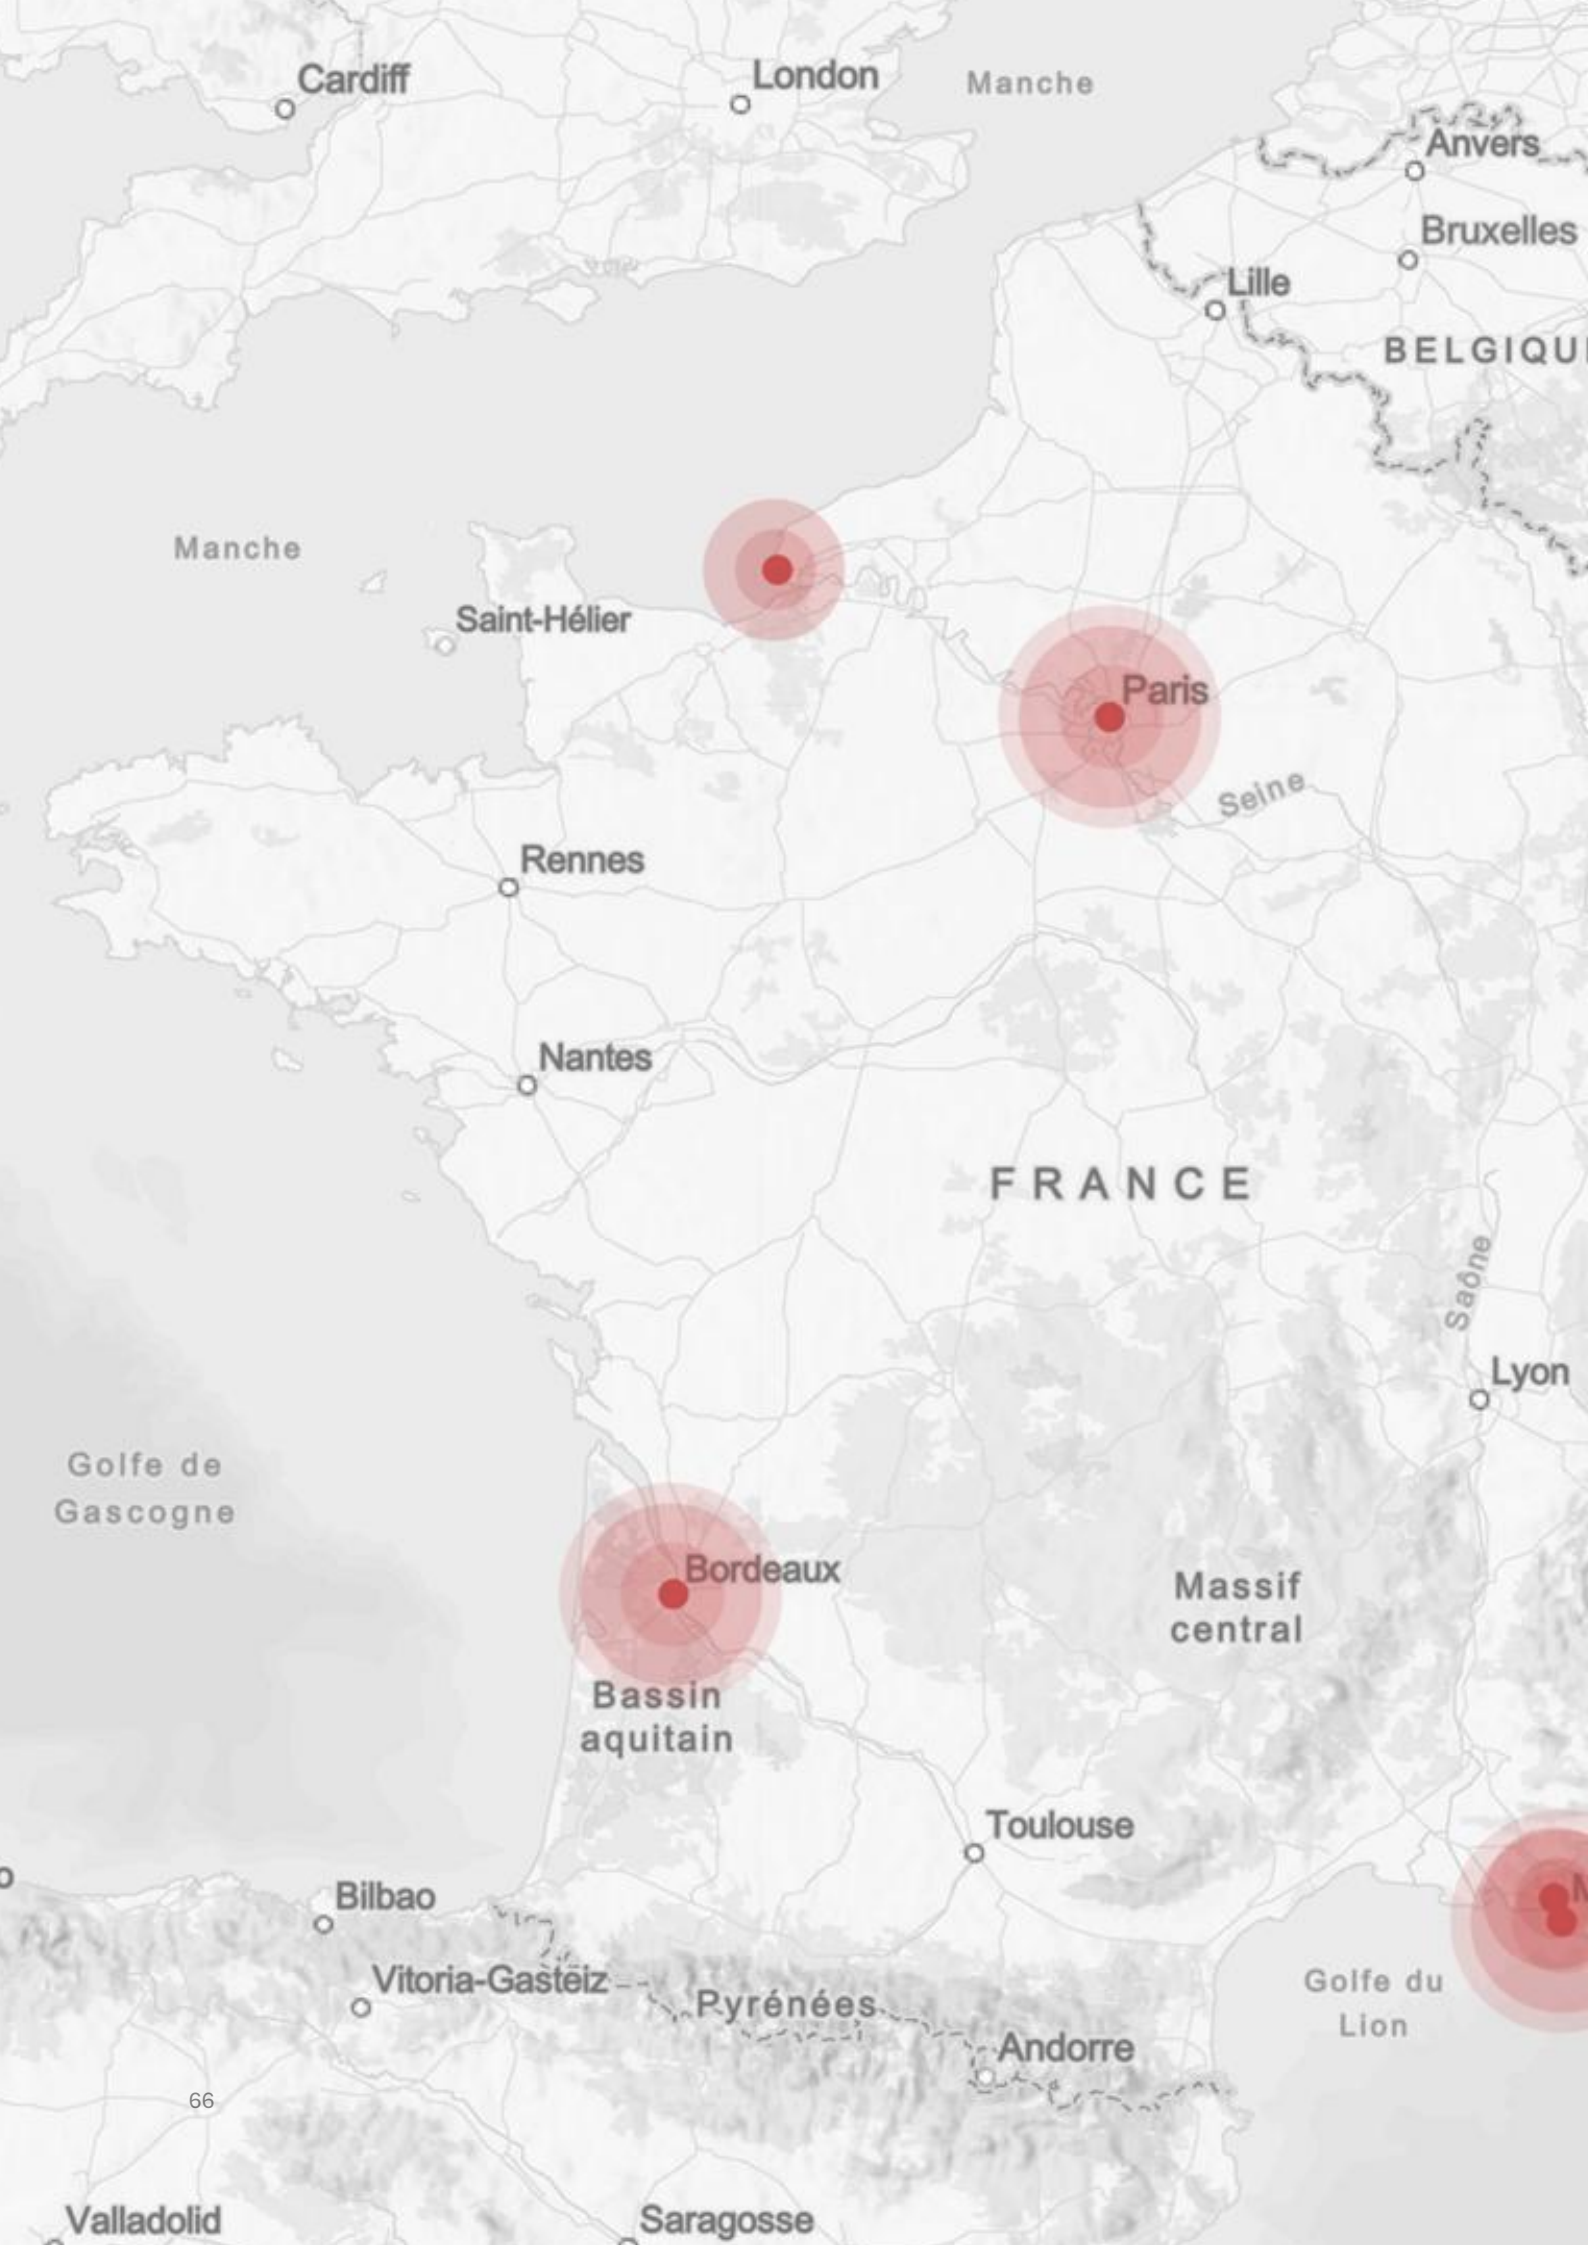 Cardiff
London
Manche
Anvers
Bruxelles
Lille
BELGIQU
Manche
Saint-Hélier
Paris
Seine
Rennes
Nantes
FRANCE
Saône
Lyon
Golfe de
Gascogne
Bordeaux
Massif
central
Bassin
aquitain
Toulouse
o
Bilbao
M
Vitoria-Gasteiz
Golfe du
Lion
Pyrénées
Andorre
66
Valladolid
Saragosse